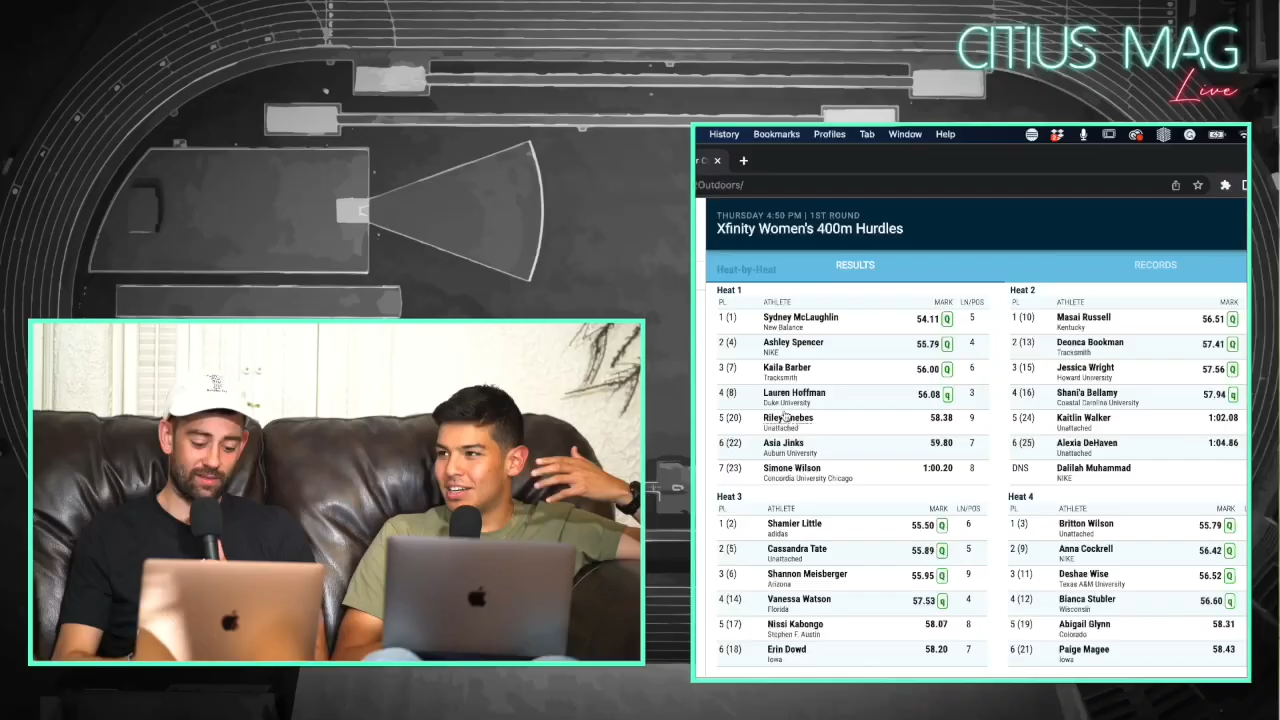 CITIUS MAG
Live
History Bookmarks Profiles Tab Window Help
+
Outdoors/
THURSDAY 4:50 PM | 1ST ROUND
Xfinity Women's 400m Hurdles
Heat-by-Heat
RESULTS RECORDS
Heat 1
PL ATHLETE MARK LN/POS
1 (1) Sydney McLaughlin 54.11 Q 5
New Balance
2 (4) Ashley Spencer 55.79 Q 4
NIKE
3 (7) Kaila Barber 56.00 Q 6
Tracksmith
4 (8) Lauren Hoffman 56.08 q 3
Duke University
5 (20) 58.38 9
Unattached
6 (22) Asia Jinks 59.80 7
Auburn University
7 (23) Simone Wilson 1:00.20 8
Concordia University Chicago
Heat 2
PL ATHLETE MARK
1 (10) Masai Russell 56.51 Q
Kentucky
2 (13) Deonca Bookman 57.41 Q
Tracksmith
3 (15) Jessica Wright 57.56 Q
Howard University
4 (16) Shani'a Bellamy 57.94 q
Coastal Carolina University
5 (24) Kaitlin Walker 1:02.08
Unattached
6 (25) Alexia DeHaven 1:04.86
Unattached
DNS Dalilah Muhammad
NIKE
Heat 3
PL ATHLETE MARK LN/POS
1 (2) Shamier Little 55.50 Q 6
adidas
2 (5) Cassandra Tate 55.89 Q 5
Unattached
3 (6) Shannon Meisberger 55.95 Q 9
Arizona
4 (14) Vanessa Watson 57.53 q 4
Florida
5 (17) Nissi Kabongo 58.07 8
Stephen F. Austin
6 (18) Erin Dowd 58.20 7
Iowa
Heat 4
PL ATHLETE MARK
1 (3) Britton Wilson 55.79 Q
Unattached
2 (9) Anna Cockrell 56.42 Q
NIKE
3 (11) Deshae Wise 56.52 Q
Texas A&M University
4 (12) Bianca Stubler 56.60 q
Wisconsin
5 (19) Abigail Glynn 58.31
Colorado
6 (21) Paige Magee 58.43
Iowa